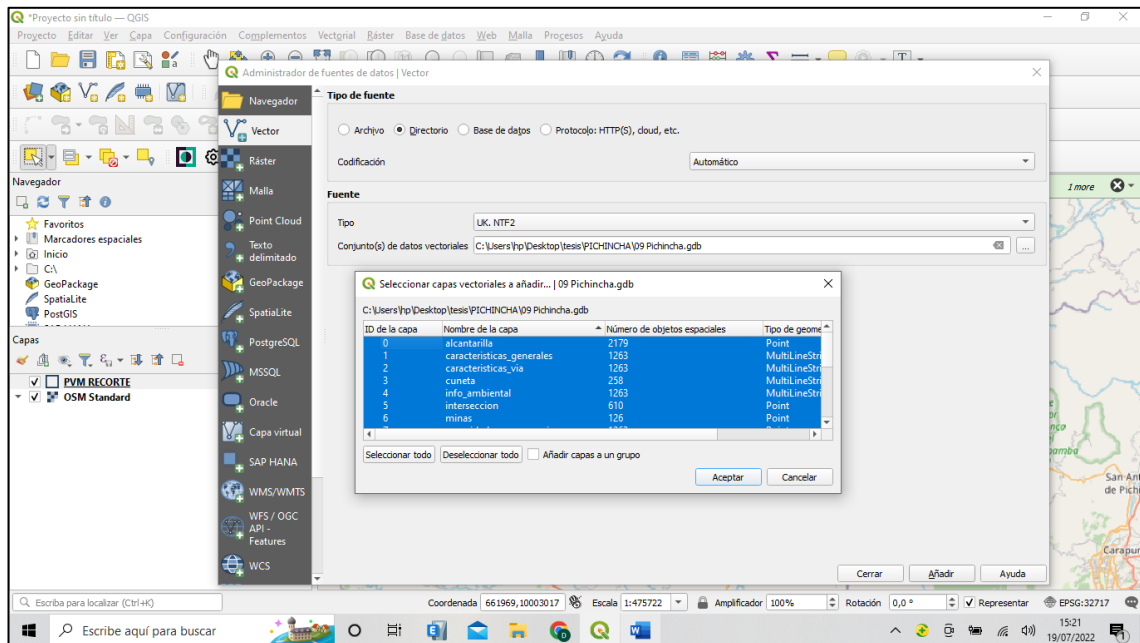 *Proyecto sin título — QGIS
Proyecto Editar Ver Capa Configuración Complementos Vectorial Ráster Base de datos Web Malla Procesos Ayuda
Administrador de fuentes de datos | Vector
Navegador
Vector
Ráster
Malla
Point Cloud
Texto
delimitado
GeoPackage
SpatiaLite
PostgreSQL
MSSQL
Oracle
Capa virtual
SAP HANA
WMS/WMTS
WFS / OGC
API -
Features
WCS
Tipo de fuente
Archivo Directorio Base de datos Protocolo: HTTP(S), cloud, etc.
Codificación Automático
Fuente
Tipo UK. NTF2
Conjunto(s) de datos vectoriales C:\Users\hp\Desktop\tesis\PICHINCHA\09 Pichincha.gdb ...
Seleccionar capas vectoriales a añadir... | 09 Pichincha.gdb
C:\Users\hp\Desktop\tesis\PICHINCHA\09 Pichincha.gdb
ID de la capa Nombre de la capa Número de objetos espaciales Tipo de geome
0 alcantarilla 2179 Point
1 caracteristicas_generales 1263 MultiLineStri
2 caracteristicas_via 1263 MultiLineStri
3 cuneta 258 MultiLineStri
4 info_ambiental 1263 MultiLineStri
5 interseccion 610 Point
6 minas 126 Point
Seleccionar todo Deseleccionar todo Añadir capas a un grupo
Aceptar Cancelar
Cerrar Añadir Ayuda
Navegador
Favoritos
Marcadores espaciales
Inicio
C:\
GeoPackage
SpatiaLite
PostGIS
Capas
PVM RECORTE
OSM Standard
1 more
San Ant
de Pichi
Carapun
Escriba para localizar (Ctrl+K)
Coordenada 661969,10003017 Escala 1:475722 Amplificador 100% Rotación 0,0 ° Representar EPSG:32717
Escribe aquí para buscar
15:21
19/07/2022